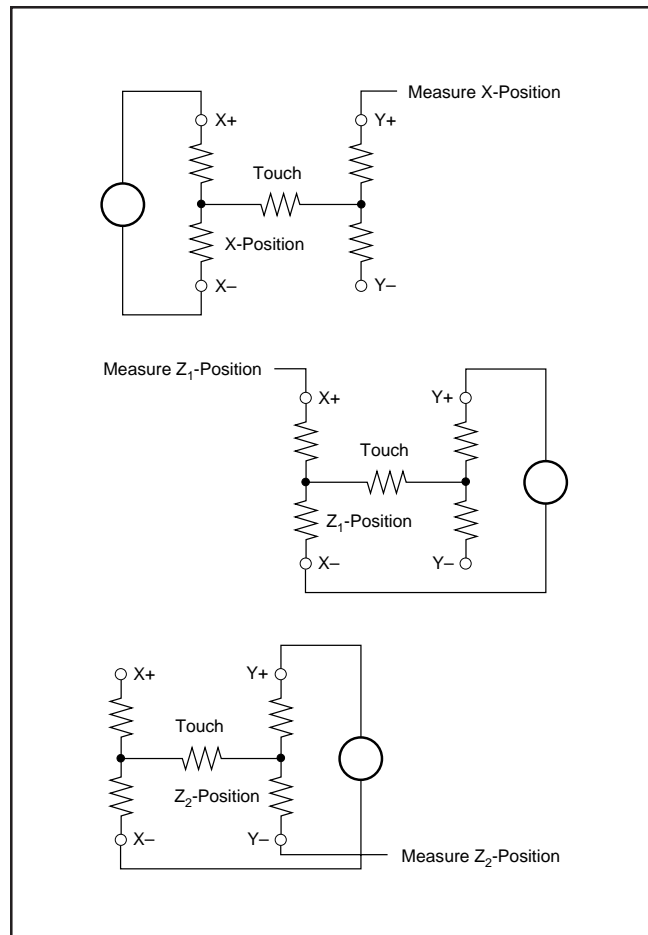 Measure X-Position
X+
Y+
Touch
X-Position
X–
Y–
Measure Z₁-Position
X+
Y+
Touch
Z₁-Position
X–
Y–
X+
Y+
Touch
Z₂-Position
X–
Y–
Measure Z₂-Position